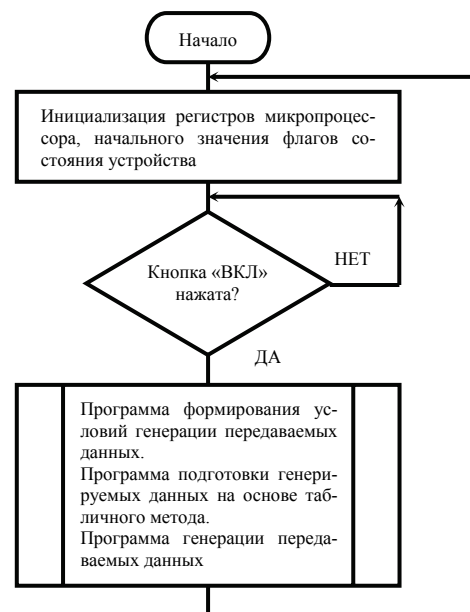 Начало
Инициализация регистров микропроцес-
сора, начального значения флагов со-
стояния устройства
Кнопка «ВКЛ»
нажата?
НЕТ
ДА
Программа формирования ус-
ловий генерации передаваемых
данных.
Программа подготовки генери-
руемых данных на основе таб-
личного метода.
Программа генерации переда-
ваемых данных